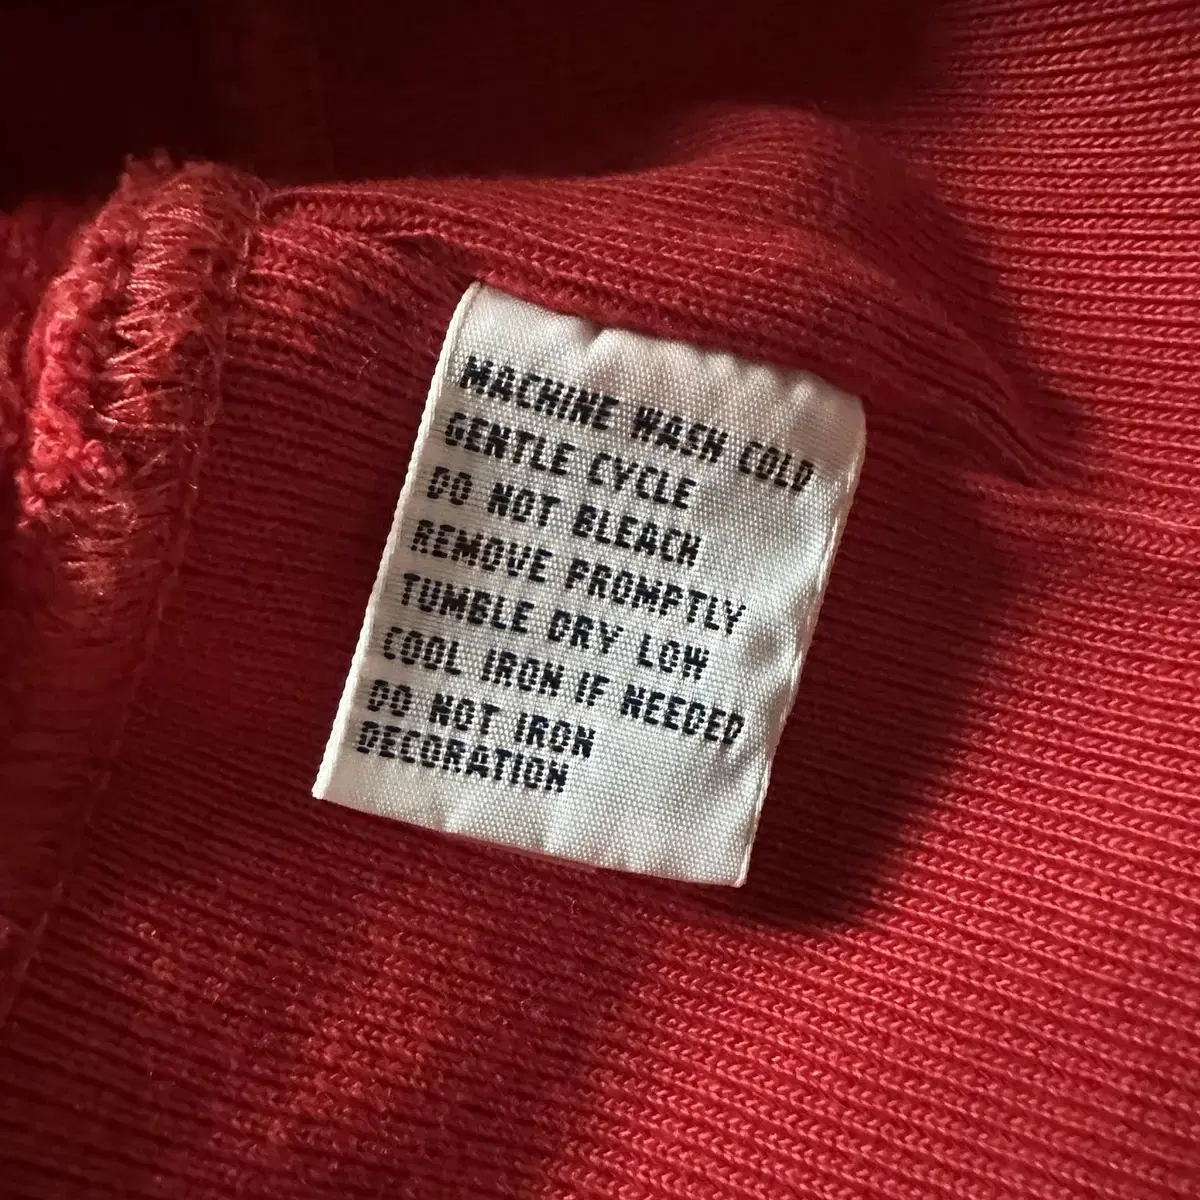 MACHINE WASH COLD
GENTLE CYCLE
DO NOT BLEACH
REMOVE PROMPTLY
TUMBLE DRY LOW
COOL IRON IF NEEDED
DO NOT IRON
DECORATION